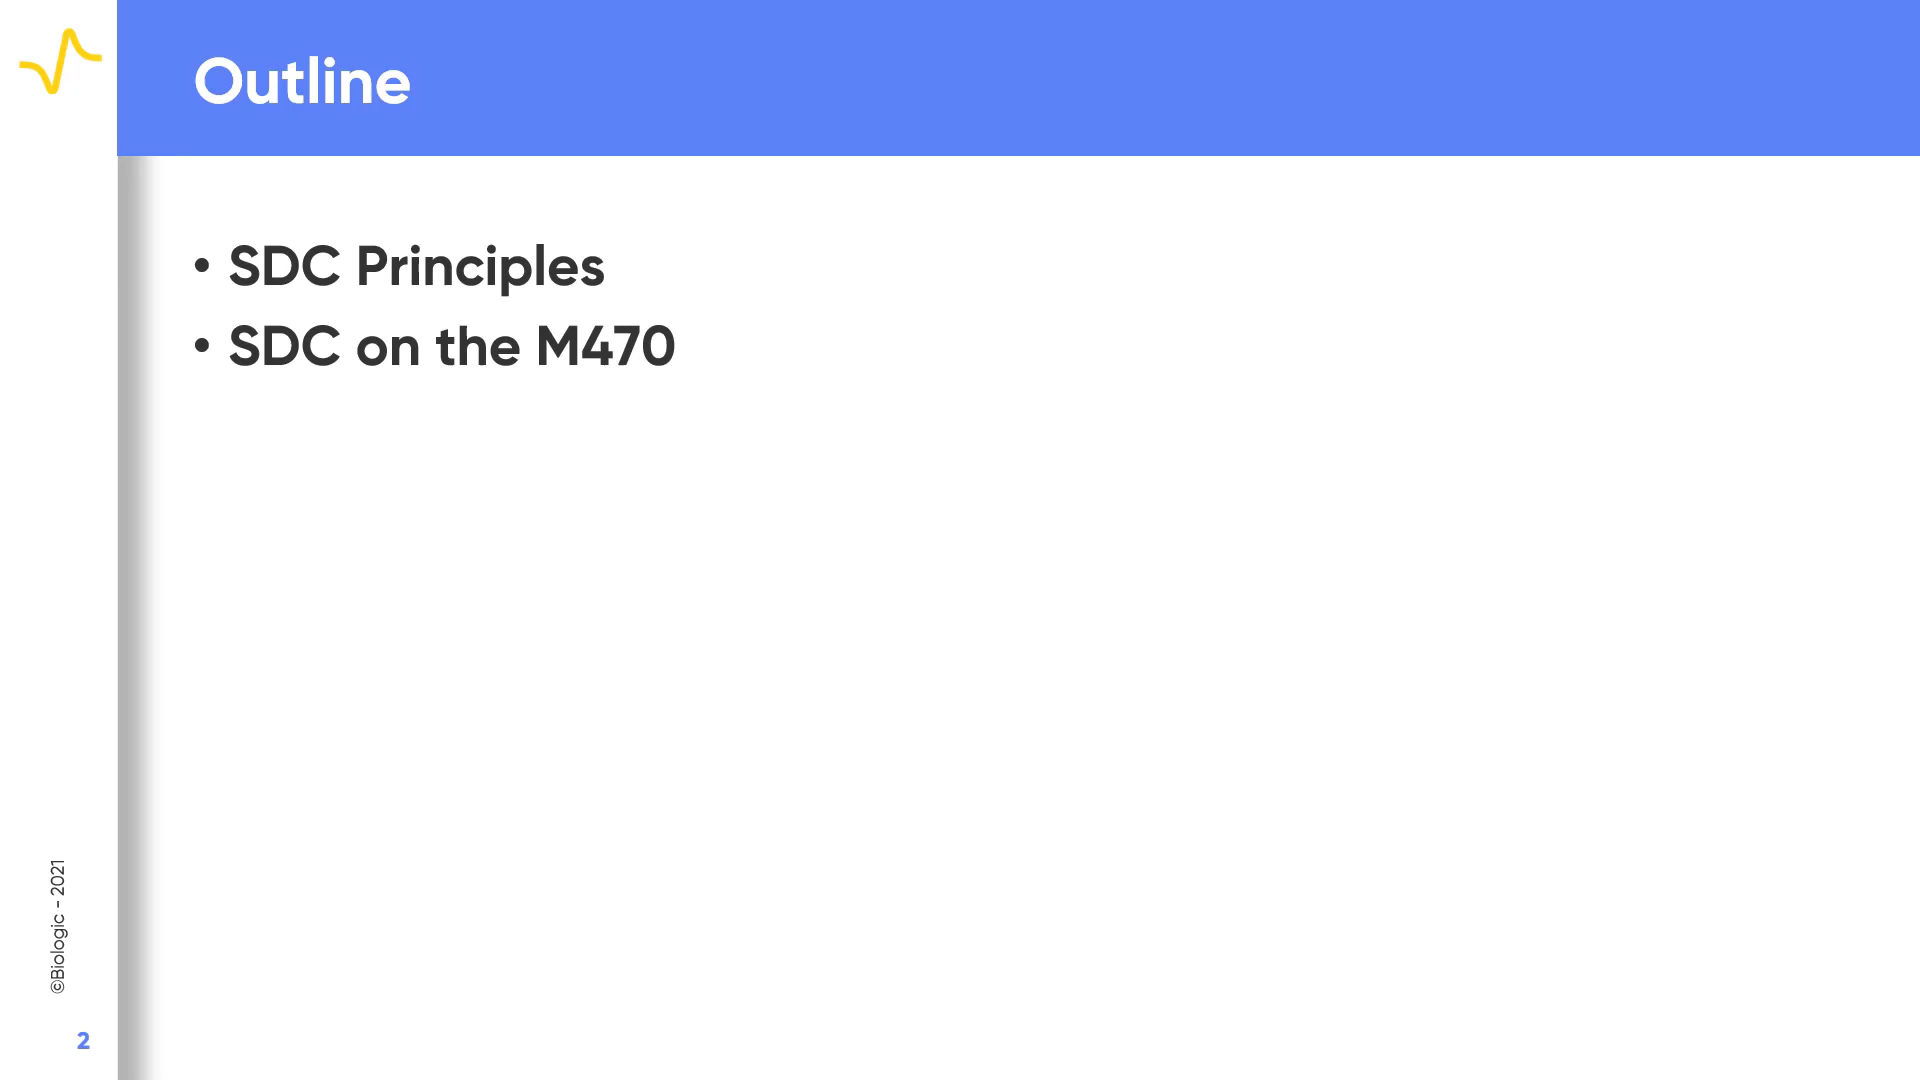 Outline
• SDC Principles
• SDC on the M470
©Biologic - 2021
2